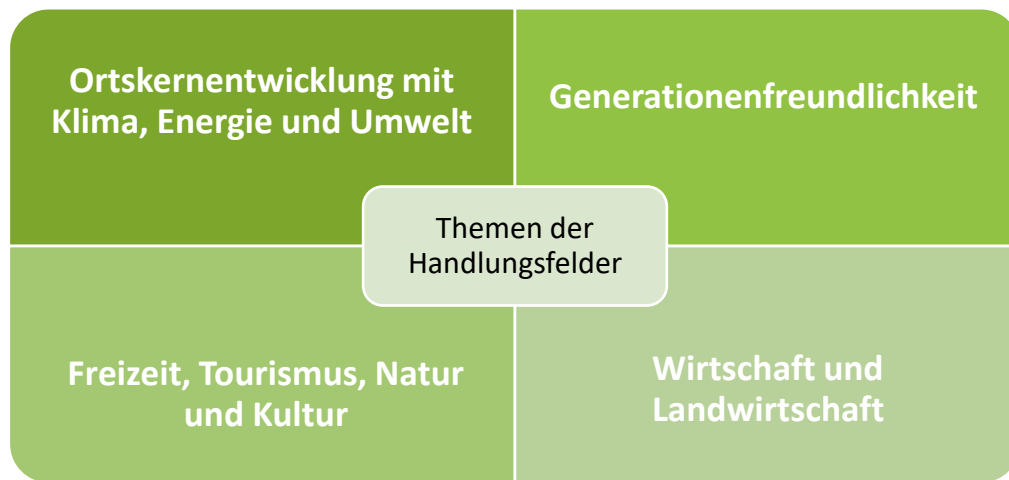 Ortskernentwicklung mit
Klima, Energie und Umwelt
Generationenfreundlichkeit
Themen der
Handlungsfelder
Freizeit, Tourismus, Natur
und Kultur
Wirtschaft und
Landwirtschaft